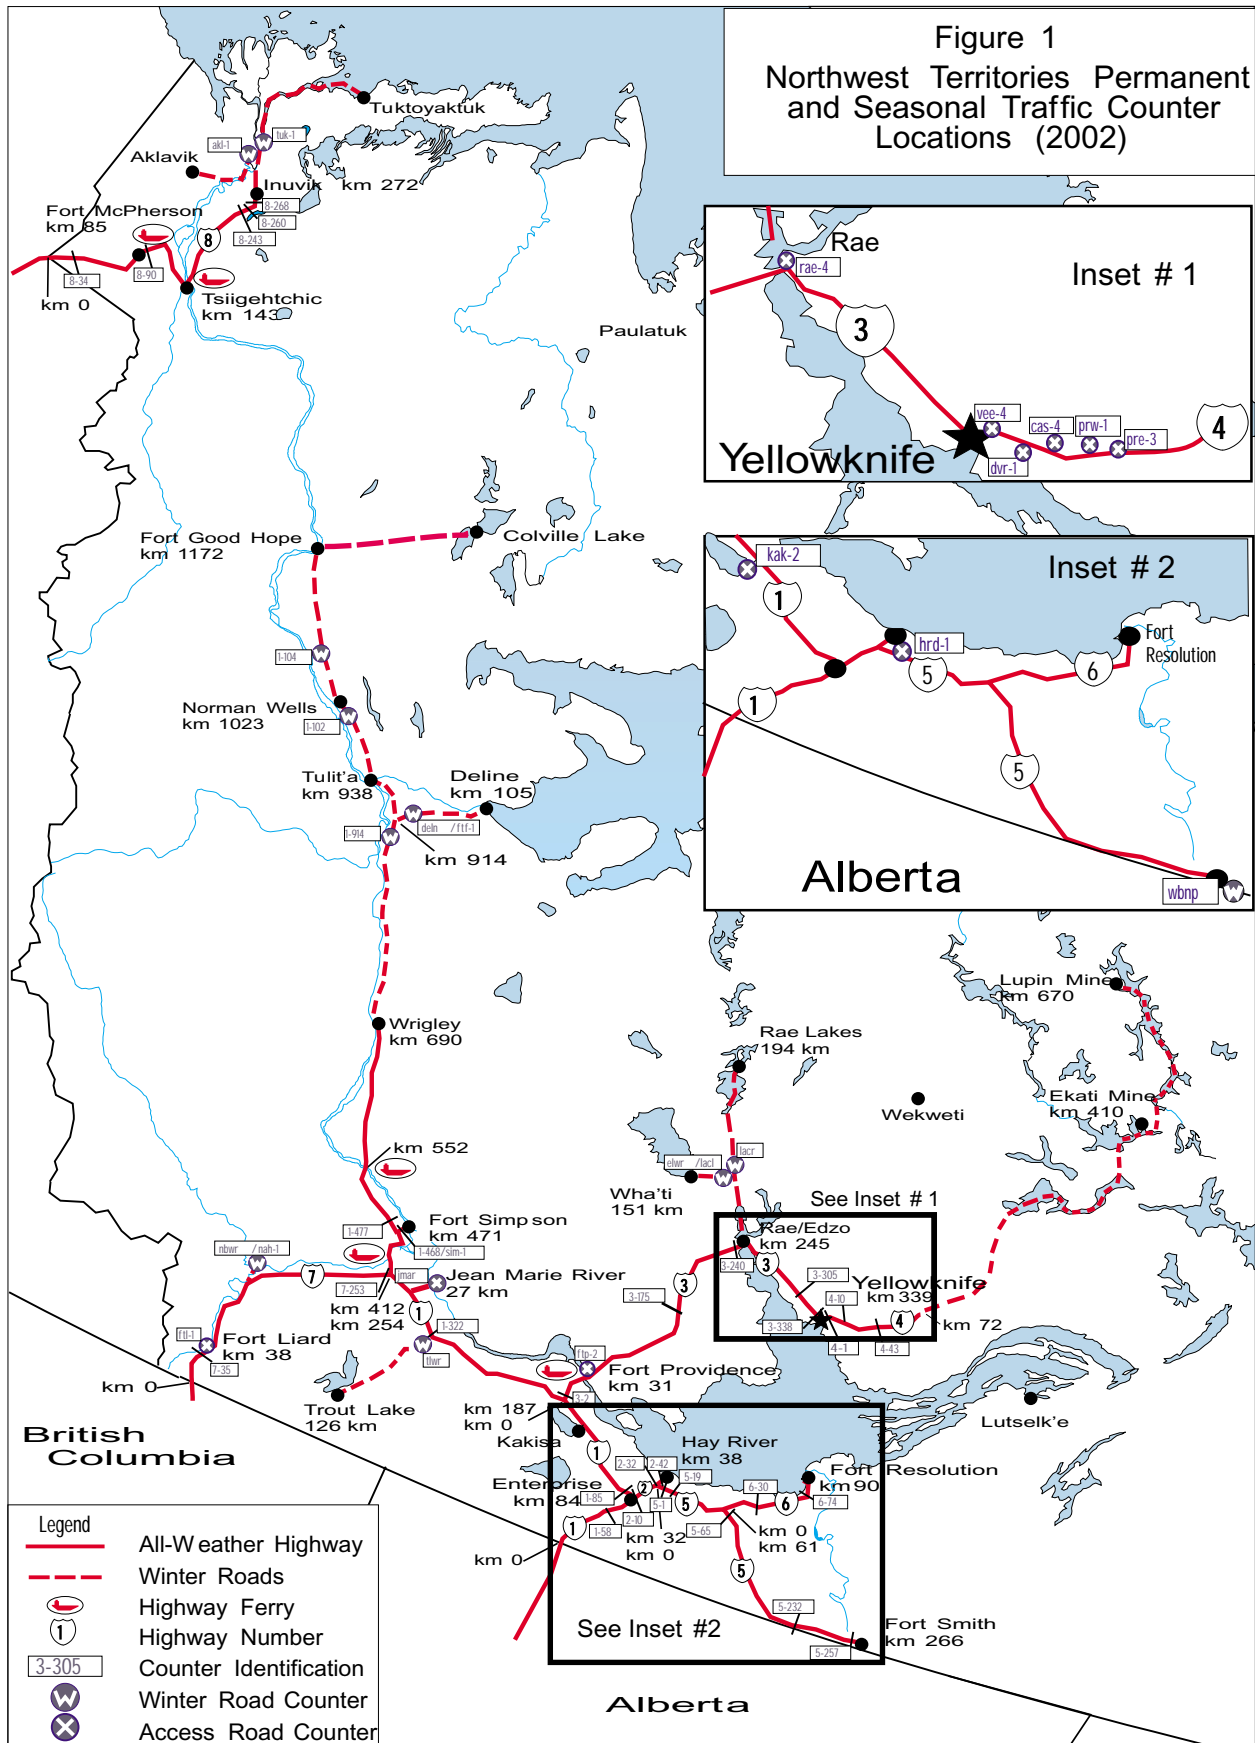 Figure 1
Northwest Territories Permanent
and Seasonal Traffic Counter
Locations (2002)
Tuktoyaktuk
tuk-1
akl-1
Aklavik
Inuvik km 272
8-268
8-260
8-243
Fort McPherson
km 85
8
8-90
8-34
km 0
Tsiigehtchic
km 143
Paulatuk
Rae
rae-4
Inset # 1
3
vee-4
cas-4
prw-1
pre-3
4
Yellowknife
dvr-1
Fort Good Hope
km 1172
Colville Lake
kak-2
Inset # 2
1
hrd-1
Fort
Resolution
5
6
1
5
Alberta
wbnp
1-104
Norman Wells
km 1023
1-102
Tulit'a
km 938
Deline
km 105
1-914
deln /ftf-1
km 914
Lupin Mine
km 670
Wrigley
km 690
Rae Lakes
194 km
Wekweti
Ekati Mine
km 410
km 552
lacr
elwr /lacl
Wha'ti
151 km
See Inset # 1
Fort Simpson
km 471
1-477
1-468/sim-1
Rae/Edzo
km 245
nbwr /nah-1
3-240
3
7
7-253
jmar
Jean Marie River
27 km
3
3-175
3-305
Yellowknife
km 339
4-10
4
km 72
km 412
km 254
1
1-322
3-338
4-1
4-43
ftl-1
Fort Liard
km 38
7-35
tlwr
ftp-2
Fort Providence
km 31
km 0
Trout Lake
126 km
3-2
km 187
km 0
Lutselk'e
British
Columbia
Kakisa
1
Hay River
km 38
2-32
2-42
5-19
Enterprise
km 84
1-85
2
5-1
5
6-30
6
Fort Resolution
km90
6-74
1
1-58
2-10
km 32
km 0
5-65
km 0
km 61
km 0
5
5-232
See Inset #2
Fort Smith
km 266
5-257
Alberta
Legend
All-W eather Highway
Winter Roads
Highway Ferry
1
Highway Number
3-305
Counter Identification
W
Winter Road Counter
Access Road Counter